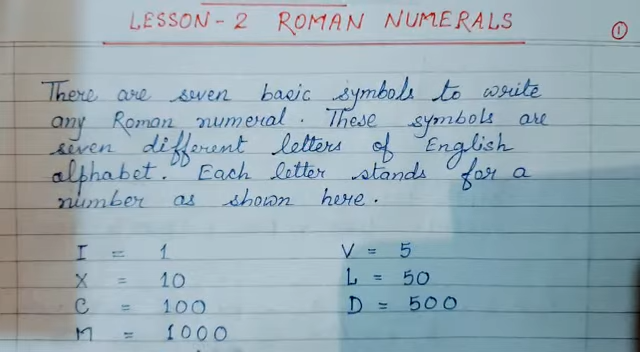 LESSON-2 ROMAN NUMERALS
1
There are seven basic symbols to write
any Roman numeral. These symbols are
seven different letters of English
alphabet. Each letter stands for a
number as shown here.
I = 1 V = 5
X = 10 L = 50
C = 100 D = 500
M = 1000